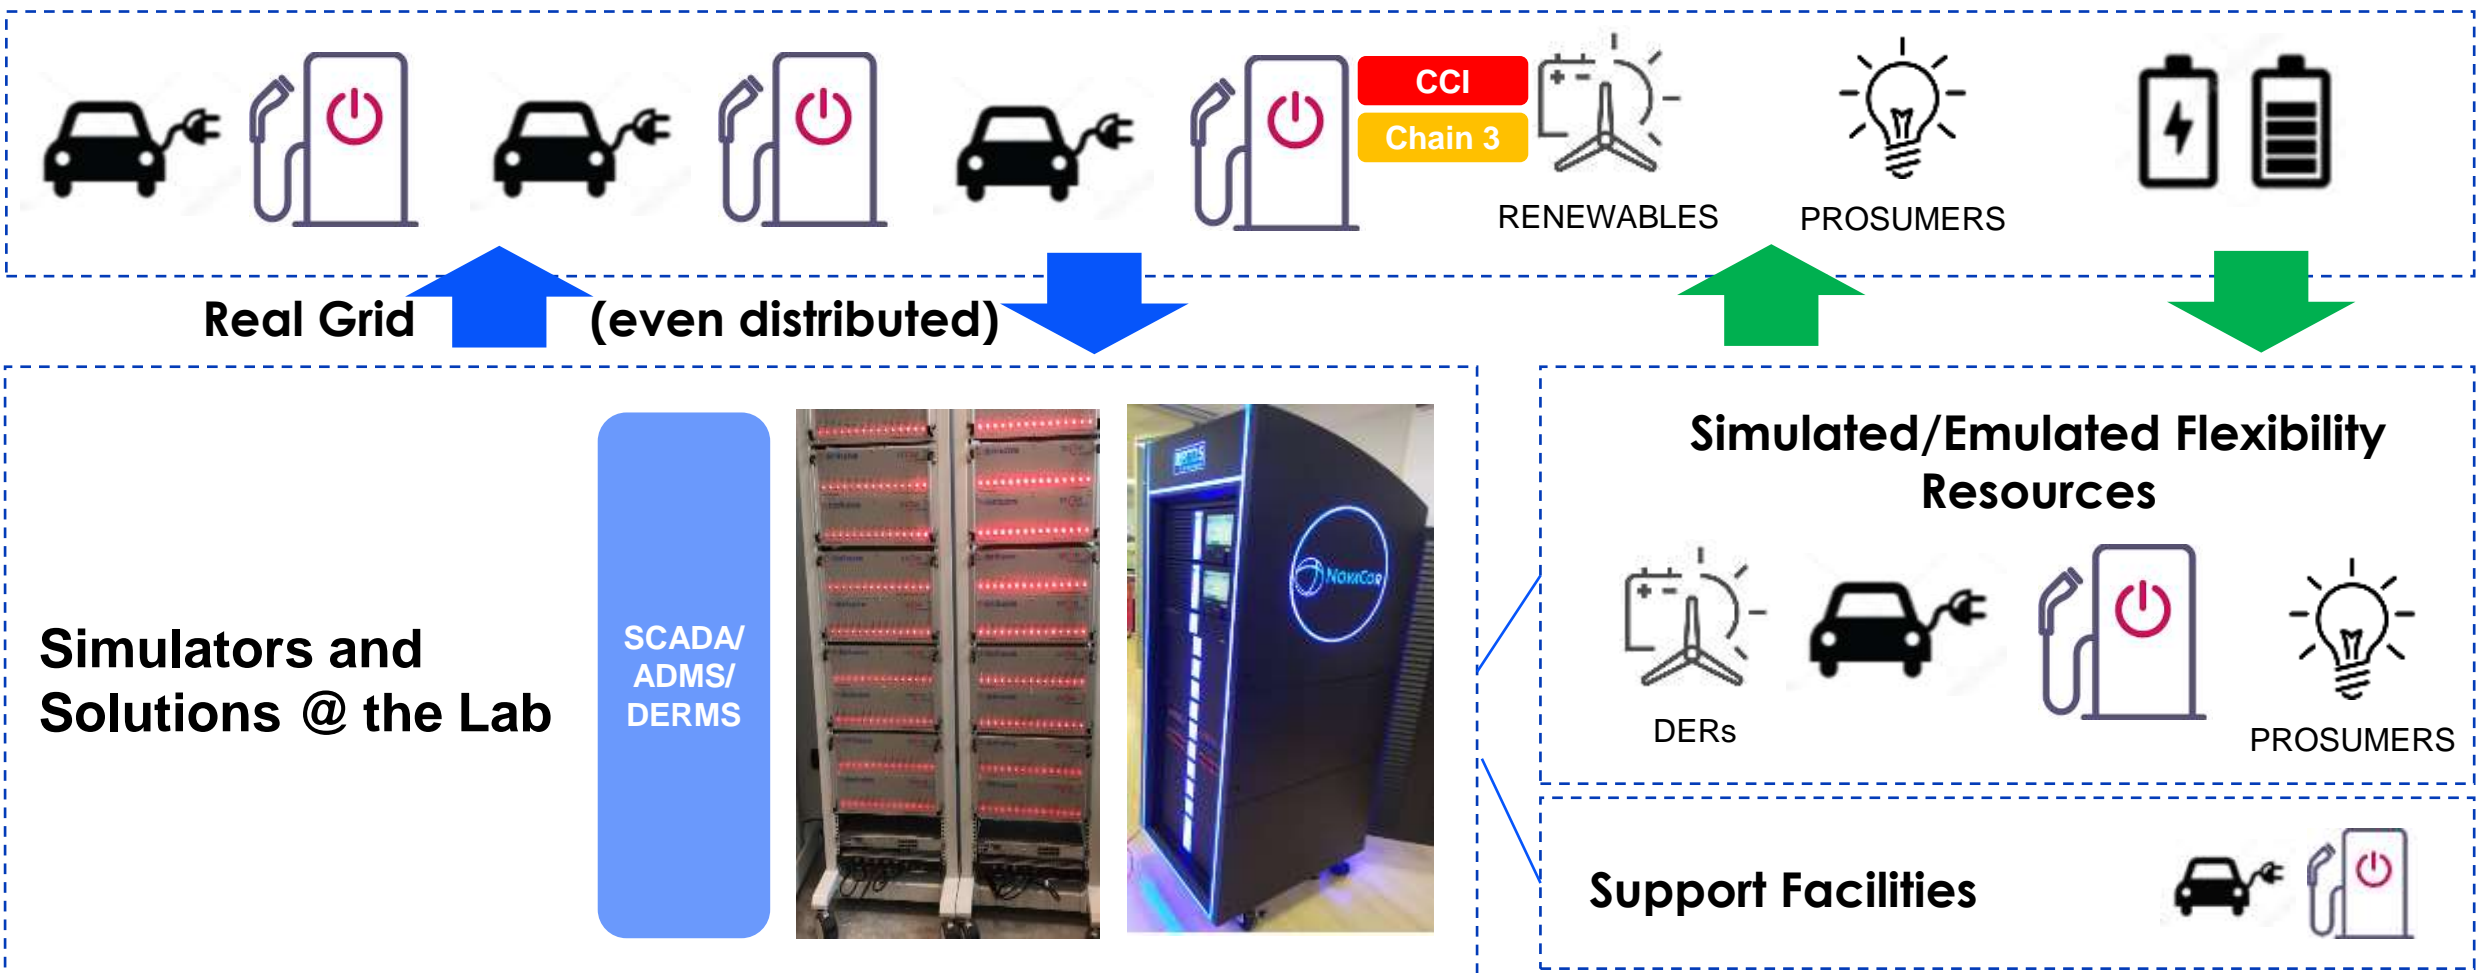 CCI
Chain 3
RENEWABLES
PROSUMERS
Real Grid
(even distributed)
Simulators and
Solutions @ the Lab
SCADA/
ADMS/
DERMS
RTDS
NOVACOR
Simulated/Emulated Flexibility
Resources
DERs
PROSUMERS
Support Facilities